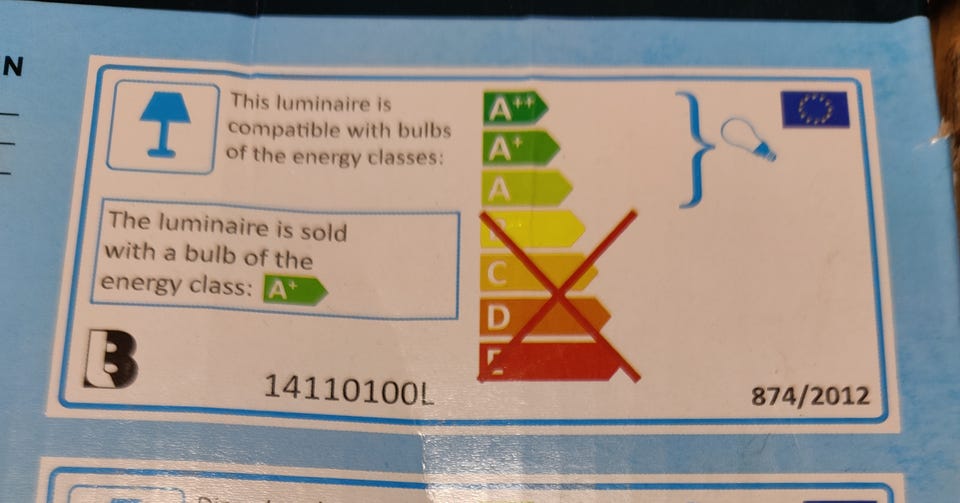 N
This luminaire is
compatible with bulbs
of the energy classes:
A++
A+
A
C
D
E
The luminaire is sold
with a bulb of the
energy class: A+
B
14110100L
874/2012